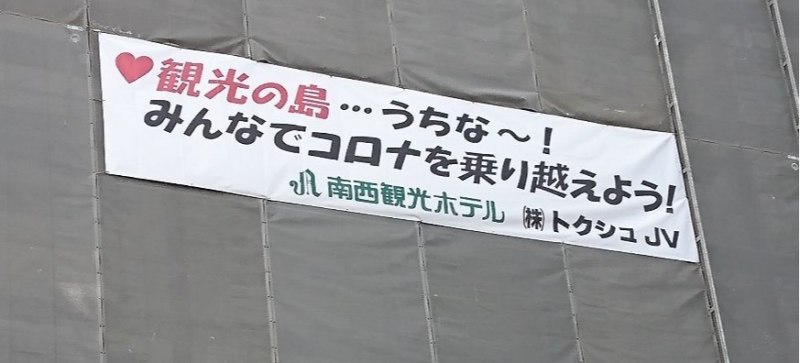 ♥観光の島…うちな〜！
みんなでコロナを乗り越えよう！
南西観光ホテル ㈱トクシュJV